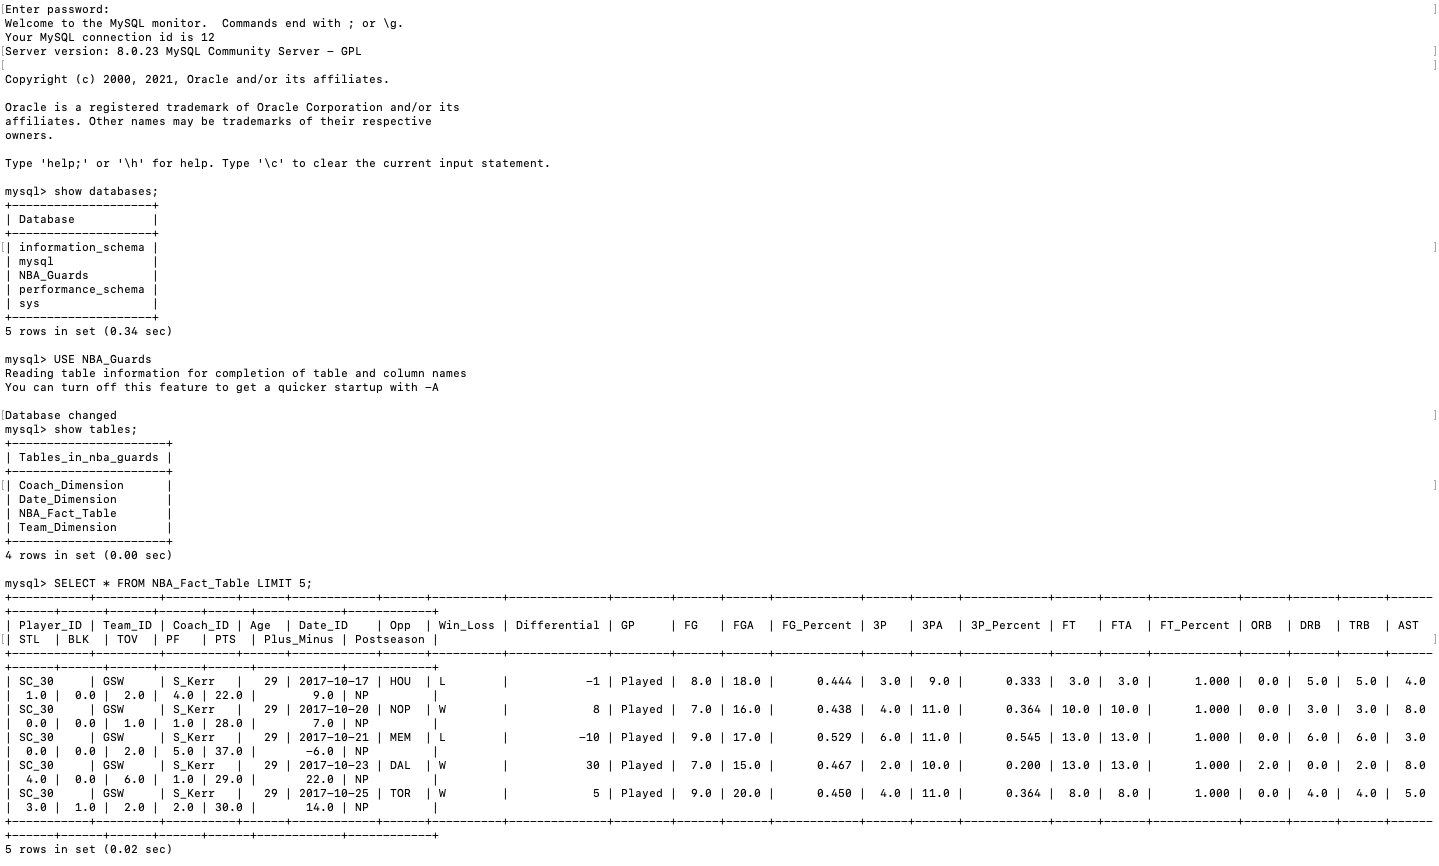 Enter password:
Welcome to the MySQL monitor.  Commands end with ; or \g.
Your MySQL connection id is 12
Server version: 8.0.23 MySQL Community Server - GPL

Copyright (c) 2000, 2021, Oracle and/or its affiliates.

Oracle is a registered trademark of Oracle Corporation and/or its
affiliates. Other names may be trademarks of their respective
owners.

Type 'help;' or '\h' for help. Type '\c' to clear the current input statement.

mysql> show databases;
+--------------------+
| Database           |
+--------------------+
| information_schema |
| mysql              |
| NBA_Guards         |
| performance_schema |
| sys                |
+--------------------+
5 rows in set (0.34 sec)

mysql> USE NBA_Guards
Reading table information for completion of table and column names
You can turn off this feature to get a quicker startup with -A

Database changed
mysql> show tables;
+----------------------+
| Tables_in_nba_guards |
+----------------------+
| Coach_Dimension      |
| Date_Dimension       |
| NBA_Fact_Table       |
| Team_Dimension       |
+----------------------+
4 rows in set (0.00 sec)

mysql> SELECT * FROM NBA_Fact_Table LIMIT 5;
| Player_ID | Team_ID | Coach_ID | Age  | Date_ID    | Opp  | Win_Loss | Differential | GP     | FG   | FGA  | FG_Percent | 3P   | 3PA  | 3P_Percent | FT   | FTA  | FT_Percent | ORB  | DRB  | TRB  | AST
| STL  | BLK  | TOV  | PF   | PTS  | Plus_Minus | Postseason |
| SC_30     | GSW     | S_Kerr   |   29 | 2017-10-17 | HOU  | L        |           -1 | Played |  8.0 | 18.0 |      0.444 |  3.0 |  9.0 |      0.333 |  3.0 |  3.0 |      1.000 |  0.0 |  5.0 |  5.0 |  4.0
|  1.0 |  0.0 |  2.0 |  4.0 | 22.0 |        9.0 | NP         |
| SC_30     | GSW     | S_Kerr   |   29 | 2017-10-20 | NOP  | W        |            8 | Played |  7.0 | 16.0 |      0.438 |  4.0 | 11.0 |      0.364 | 10.0 | 10.0 |      1.000 |  0.0 |  3.0 |  3.0 |  8.0
|  0.0 |  0.0 |  1.0 |  1.0 | 28.0 |        7.0 | NP         |
| SC_30     | GSW     | S_Kerr   |   29 | 2017-10-21 | MEM  | L        |          -10 | Played |  9.0 | 17.0 |      0.529 |  6.0 | 11.0 |      0.545 | 13.0 | 13.0 |      1.000 |  0.0 |  6.0 |  6.0 |  3.0
|  0.0 |  0.0 |  2.0 |  5.0 | 37.0 |       -6.0 | NP         |
| SC_30     | GSW     | S_Kerr   |   29 | 2017-10-23 | DAL  | W        |           30 | Played |  7.0 | 15.0 |      0.467 |  2.0 | 10.0 |      0.200 | 13.0 | 13.0 |      1.000 |  2.0 |  0.0 |  2.0 |  8.0
|  4.0 |  0.0 |  6.0 |  1.0 | 29.0 |       22.0 | NP         |
| SC_30     | GSW     | S_Kerr   |   29 | 2017-10-25 | TOR  | W        |            5 | Played |  9.0 | 20.0 |      0.450 |  4.0 | 11.0 |      0.364 |  8.0 |  8.0 |      1.000 |  0.0 |  4.0 |  4.0 |  5.0
|  3.0 |  1.0 |  2.0 |  2.0 | 30.0 |       14.0 | NP         |
5 rows in set (0.02 sec)